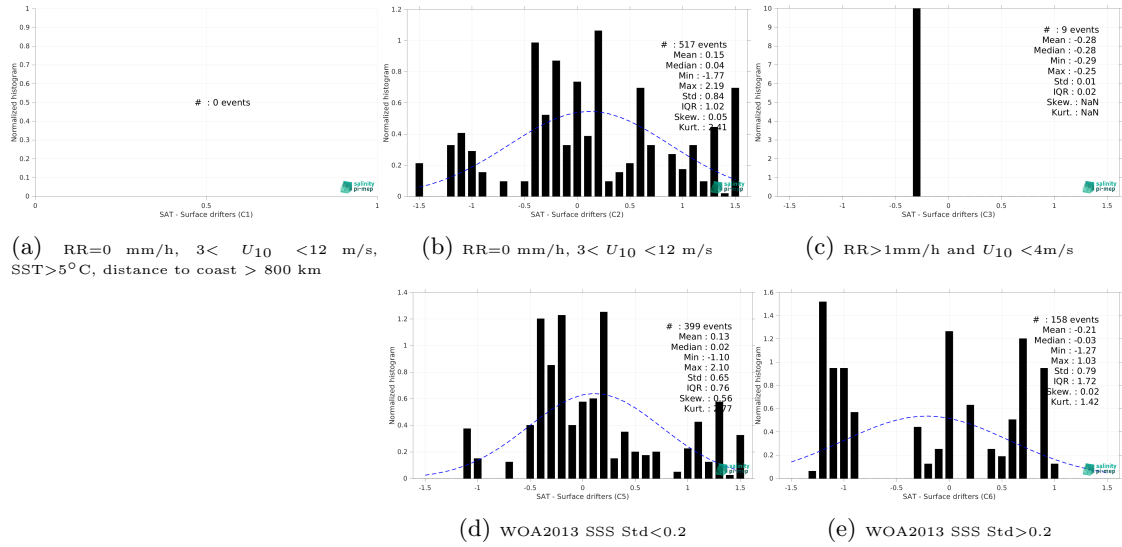 1
0.9
0.8
0.7
0.6
0.5
0.4
0.3
0.2
0.1
0
Normalized histogram
# : 0 events
salinity
pi-mep
0 0.5 1
SAT - Surface drifters (C1)
(a) RR=0 mm/h, 3< U10 <12 m/s,
SST>5°C, distance to coast > 800 km
1.2
1
0.8
0.6
0.4
0.2
0
Normalized histogram
# : 517 events
Mean : 0.15
Median : 0.04
Min : -1.77
Max : 2.19
Std : 0.84
IQR : 1.02
Skew. : 0.05
Kurt. : 2.41
salinity
pi-mep
-1.5 -1 -0.5 0 0.5 1 1.5
SAT - Surface drifters (C2)
(b) RR=0 mm/h, 3< U10 <12 m/s
10
9
8
7
6
5
4
3
2
1
0
Normalized histogram
# : 9 events
Mean : -0.28
Median : -0.28
Min : -0.29
Max : -0.25
Std : 0.01
IQR : 0.02
Skew. : NaN
Kurt. : NaN
salinity
pi-mep
-1.5 -1 -0.5 0 0.5 1 1.5
SAT - Surface drifters (C3)
(c) RR>1mm/h and U10 <4m/s
1.4
1.2
1
0.8
0.6
0.4
0.2
0
Normalized histogram
# : 399 events
Mean : 0.13
Median : 0.02
Min : -1.10
Max : 2.10
Std : 0.65
IQR : 0.76
Skew. : 0.56
Kurt. : 2.77
salinity
pi-mep
-1.5 -1 -0.5 0 0.5 1 1.5
SAT - Surface drifters (C5)
(d) WOA2013 SSS Std<0.2
1.6
1.4
1.2
1
0.8
0.6
0.4
0.2
0
Normalized histogram
# : 158 events
Mean : -0.21
Median : -0.03
Min : -1.27
Max : 1.03
Std : 0.79
IQR : 1.72
Skew. : 0.02
Kurt. : 1.42
salinity
pi-mep
-1.5 -1 -0.5 0 0.5 1 1.5
SAT - Surface drifters (C6)
(e) WOA2013 SSS Std>0.2